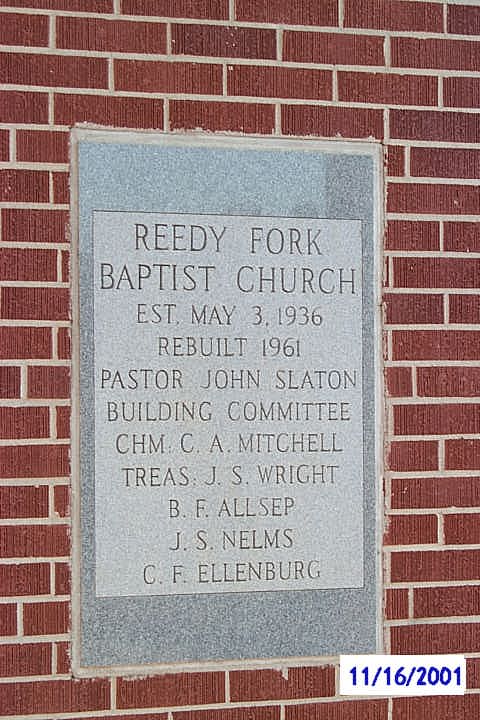 REEDY FORK
BAPTIST CHURCH
EST. MAY 3, 1936
REBUILT 1961
PASTOR JOHN SLATON
BUILDING COMMITTEE
CHM: C. A. MITCHELL
TREAS: J. S. WRIGHT
B. F. ALLSEP
J. S. NELMS
C. F. ELLENBURG
11/16/2001